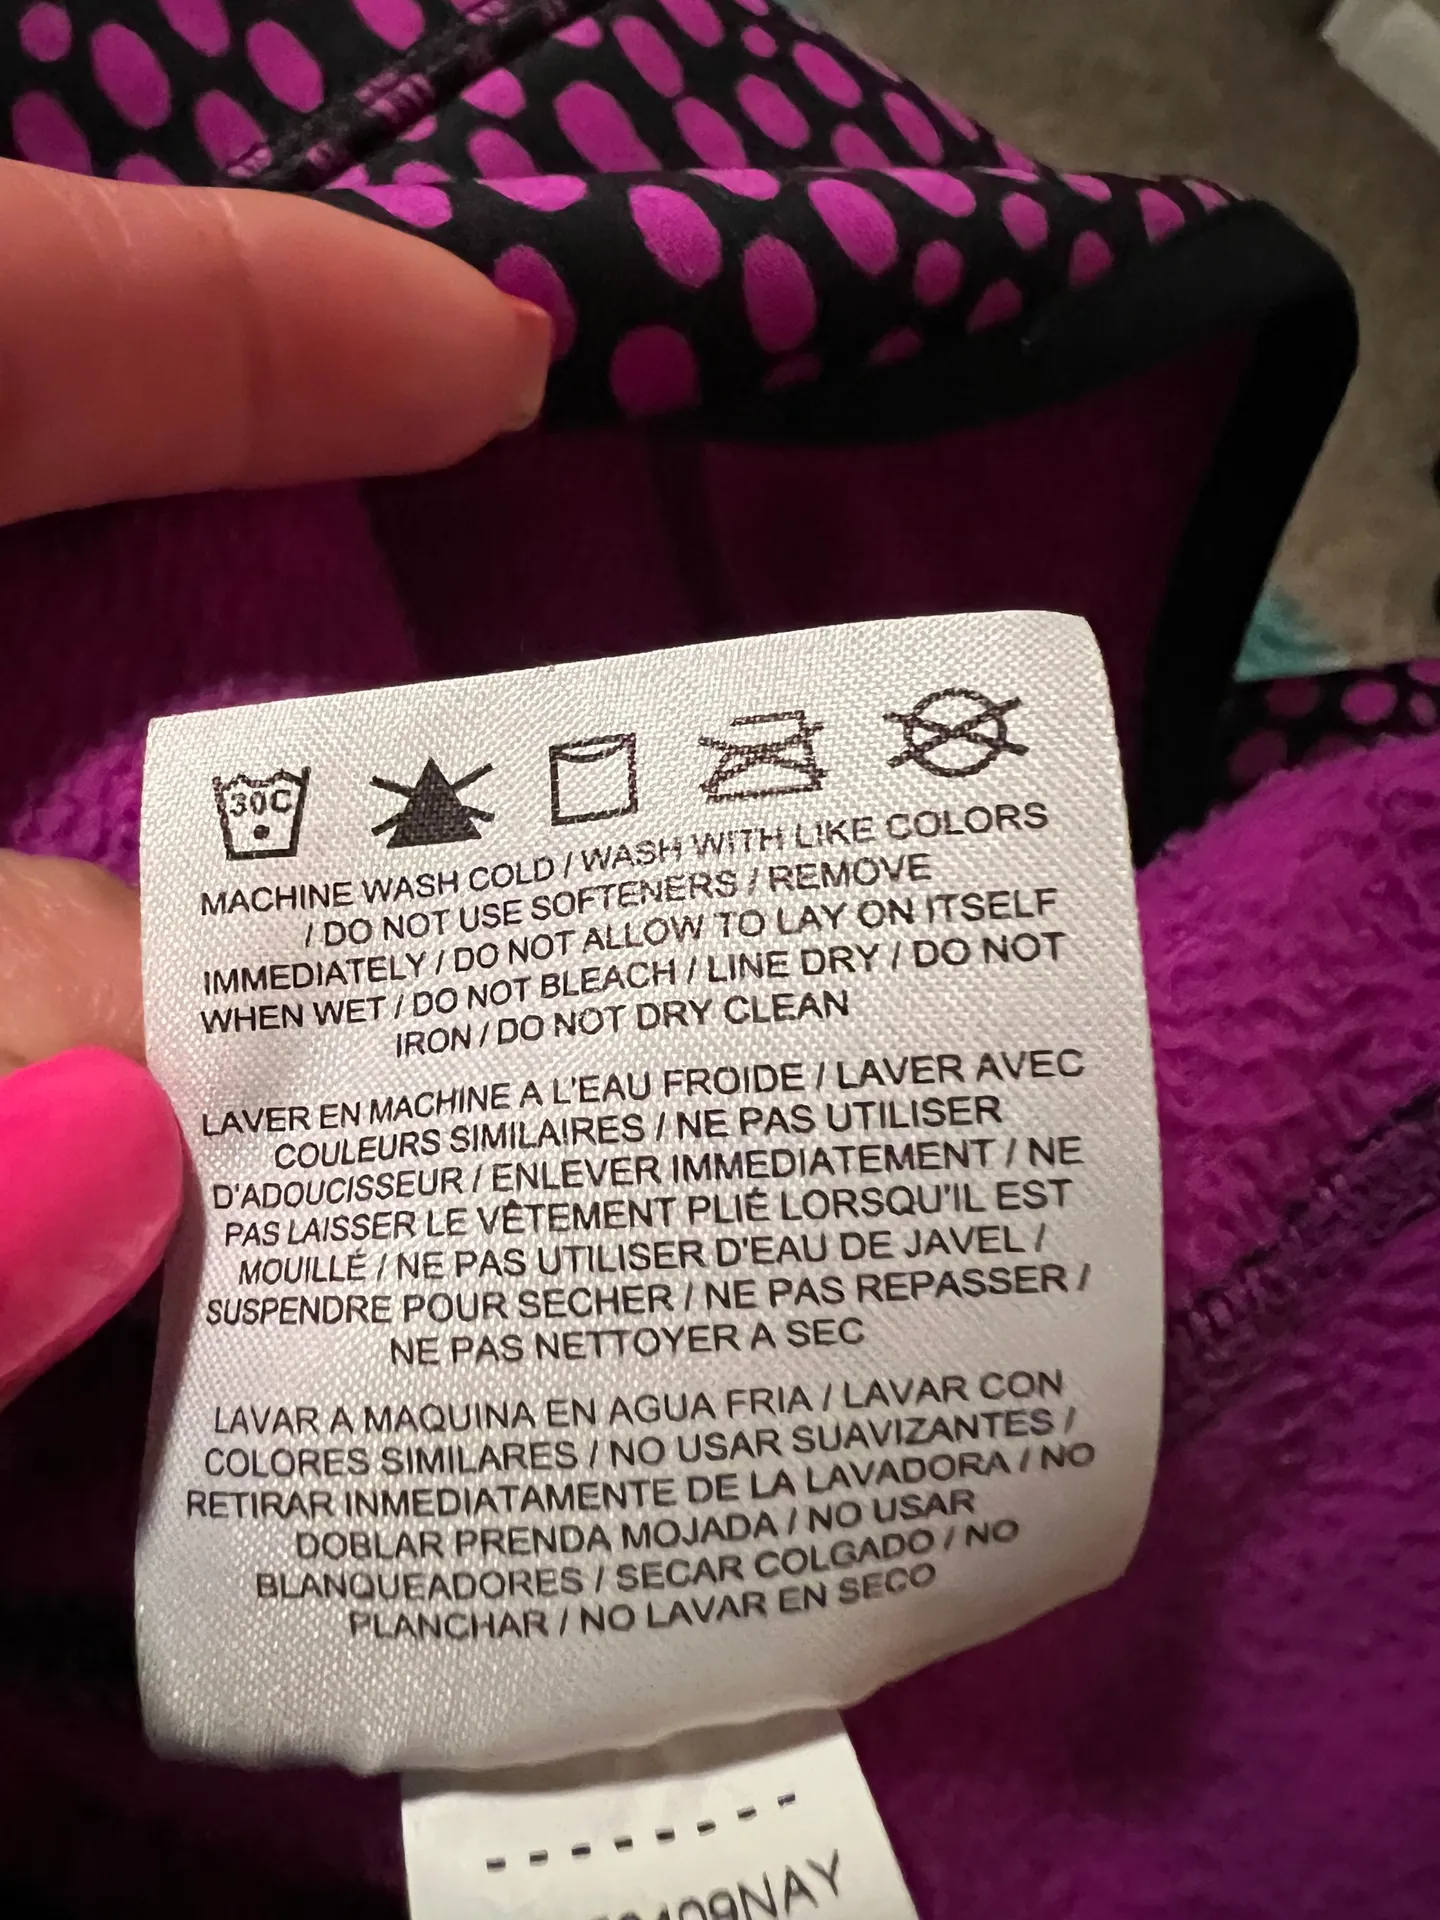 30C
MACHINE WASH COLD / WASH WITH LIKE COLORS
/ DO NOT USE SOFTENERS / REMOVE
IMMEDIATELY / DO NOT ALLOW TO LAY ON ITSELF
WHEN WET / DO NOT BLEACH / LINE DRY / DO NOT
IRON / DO NOT DRY CLEAN
LAVER EN MACHINE A L'EAU FROIDE / LAVER AVEC
COULEURS SIMILAIRES / NE PAS UTILISER
D'ADOUCISSEUR / ENLEVER IMMEDIATEMENT / NE
PAS LAISSER LE VÊTEMENT PLIÉ LORSQU'IL EST
MOUILLÉ / NE PAS UTILISER D'EAU DE JAVEL /
SUSPENDRE POUR SECHER / NE PAS REPASSER /
NE PAS NETTOYER A SEC
LAVAR A MAQUINA EN AGUA FRIA / LAVAR CON
COLORES SIMILARES / NO USAR SUAVIZANTES /
RETIRAR INMEDIATAMENTE DE LA LAVADORA / NO
DOBLAR PRENDA MOJADA / NO USAR
BLANQUEADORES / SECAR COLGADO / NO
PLANCHAR / NO LAVAR EN SECO
- - - - - - - -